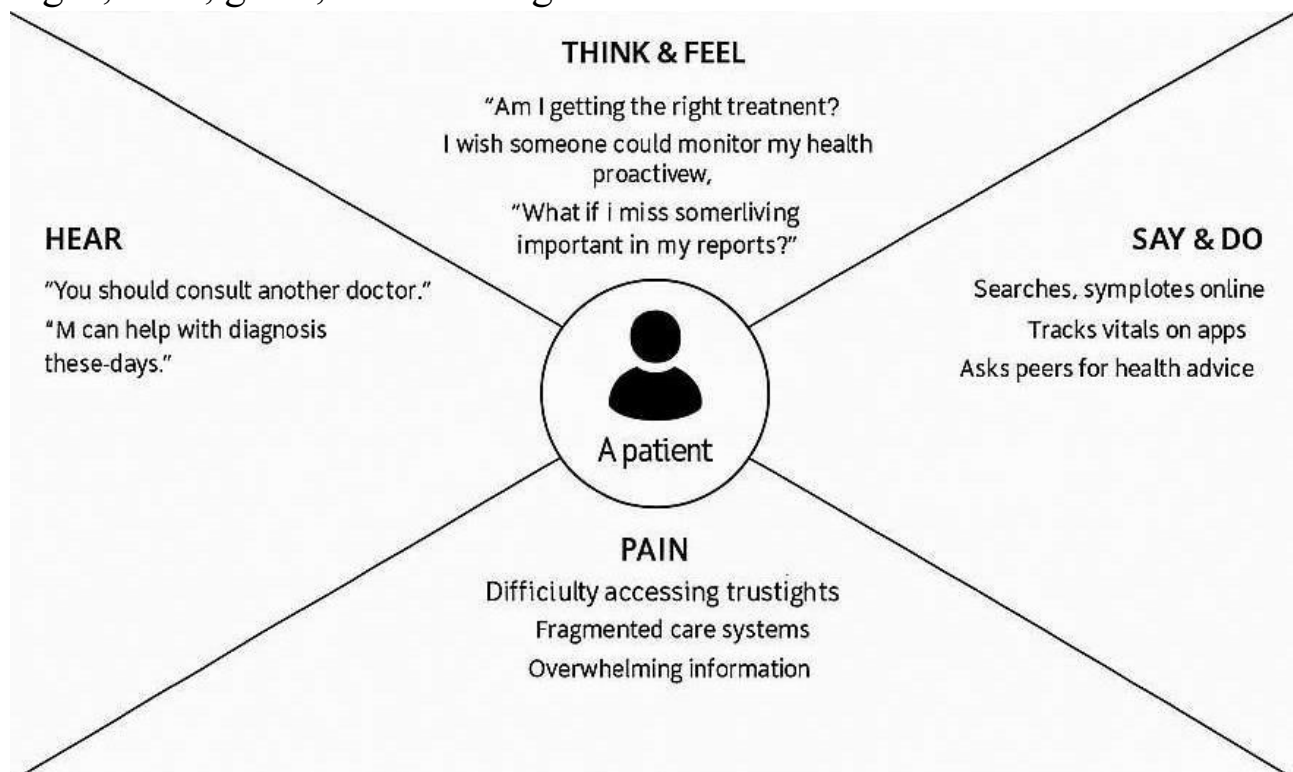 THINK & FEEL
"Am I getting the right treatnent?
I wish someone could monitor my health
proactivew,
"What if i miss somerliving
important in my reports?"
HEAR
"You should consult another doctor."
"M can help with diagnosis
these-days."
SAY & DO
Searches, symplotes online
Tracks vitals on apps
Asks peers for health advice
A patient
PAIN
Difficiulty accessing trustights
Fragmented care systems
Overwhelming information